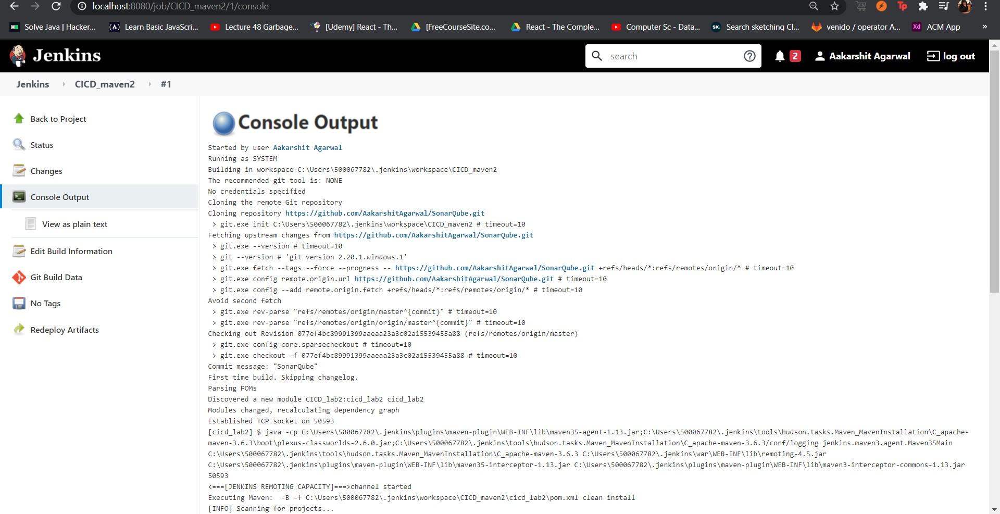 localhost:8080/job/CICD_maven2/1/console
Solve Java | Hacker... Learn Basic JavaScri... Lecture 48 Garbage... [Udemy] React - Th... [FreeCourseSite.co... React - The Comple... Computer Sc - Data... SK. Search sketching Cl... venido / operator A... Xd ACM App »
Jenkins search 2 Aakarshit Agarwal log out
Jenkins CICD_maven2 #1
Back to Project
Status
Changes
Console Output
View as plain text
Edit Build Information
Git Build Data
No Tags
Redeploy Artifacts
Console Output
Started by user Aakarshit Agarwal
Running as SYSTEM
Building in workspace C:\Users\500067782\.jenkins\workspace\CICD_maven2
The recommended git tool is: NONE
No credentials specified
Cloning the remote Git repository
Cloning repository https://github.com/AakarshitAgarwal/SonarQube.git
> git.exe init C:\Users\500067782\.jenkins\workspace\CICD_maven2 # timeout=10
Fetching upstream changes from https://github.com/AakarshitAgarwal/SonarQube.git
> git.exe --version # timeout=10
> git --version # 'git version 2.20.1.windows.1'
> git.exe fetch --tags --force --progress -- https://github.com/AakarshitAgarwal/SonarQube.git +refs/heads/*:refs/remotes/origin/* # timeout=10
> git.exe config remote.origin.url https://github.com/AakarshitAgarwal/SonarQube.git # timeout=10
> git.exe config --add remote.origin.fetch +refs/heads/*:refs/remotes/origin/* # timeout=10
Avoid second fetch
> git.exe rev-parse "refs/remotes/origin/master^{commit}" # timeout=10
> git.exe rev-parse "refs/remotes/origin/origin/master^{commit}" # timeout=10
Checking out Revision 077ef4bc89991399aaeaa23a3c02a15539455a88 (refs/remotes/origin/master)
> git.exe config core.sparsecheckout # timeout=10
> git.exe checkout -f 077ef4bc89991399aaeaa23a3c02a15539455a88 # timeout=10
Commit message: "SonarQube"
First time build. Skipping changelog.
Parsing POMs
Discovered a new module CICD_lab2:cicd_lab2 cicd_lab2
Modules changed, recalculating dependency graph
Established TCP socket on 50593
[cicd_lab2] $ java -cp C:\Users\500067782\.jenkins\plugins\maven-plugin\WEB-INF\lib\maven35-agent-1.13.jar;C:\Users\500067782\.jenkins\tools\hudson.tasks.Maven_MavenInstallation\C_apache-
maven-3.6.3\boot\plexus-classworlds-2.6.0.jar;C:\Users\500067782\.jenkins\tools\hudson.tasks.Maven_MavenInstallation\C_apache-maven-3.6.3/conf/logging jenkins.maven3.agent.Maven35Main
C:\Users\500067782\.jenkins\tools\hudson.tasks.Maven_MavenInstallation\C_apache-maven-3.6.3 C:\Users\500067782\.jenkins\war\WEB-INF\lib\remoting-4.5.jar
C:\Users\500067782\.jenkins\plugins\maven-plugin\WEB-INF\lib\maven35-interceptor-1.13.jar C:\Users\500067782\.jenkins\plugins\maven-plugin\WEB-INF\lib\maven3-interceptor-commons-1.13.jar
50593
<===[JENKINS REMOTING CAPACITY]===>channel started
Executing Maven:  -B -f C:\Users\500067782\.jenkins\workspace\CICD_maven2\cicd_lab2\pom.xml clean install
[INFO] Scanning for projects...